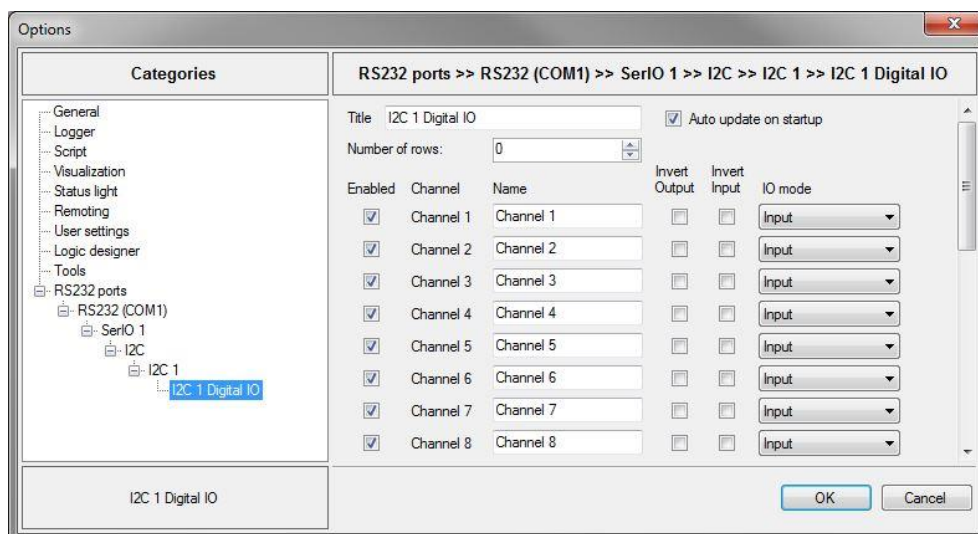 Options
Categories
RS232 ports >> RS232 (COM1) >> SerIO 1 >> I2C >> I2C 1 >> I2C 1 Digital IO
General
Logger
Script
Visualization
Status light
Remoting
User settings
Logic designer
Tools
RS232 ports
RS232 (COM1)
SerIO 1
I2C
I2C 1
I2C 1 Digital IO
I2C 1 Digital IO
Title I2C 1 Digital IO Auto update on startup
Number of rows: 0
Enabled Channel Name Invert Output Invert Input IO mode
Channel 1 Channel 1 Input
Channel 2 Channel 2 Input
Channel 3 Channel 3 Input
Channel 4 Channel 4 Input
Channel 5 Channel 5 Input
Channel 6 Channel 6 Input
Channel 7 Channel 7 Input
Channel 8 Channel 8 Input
OK Cancel